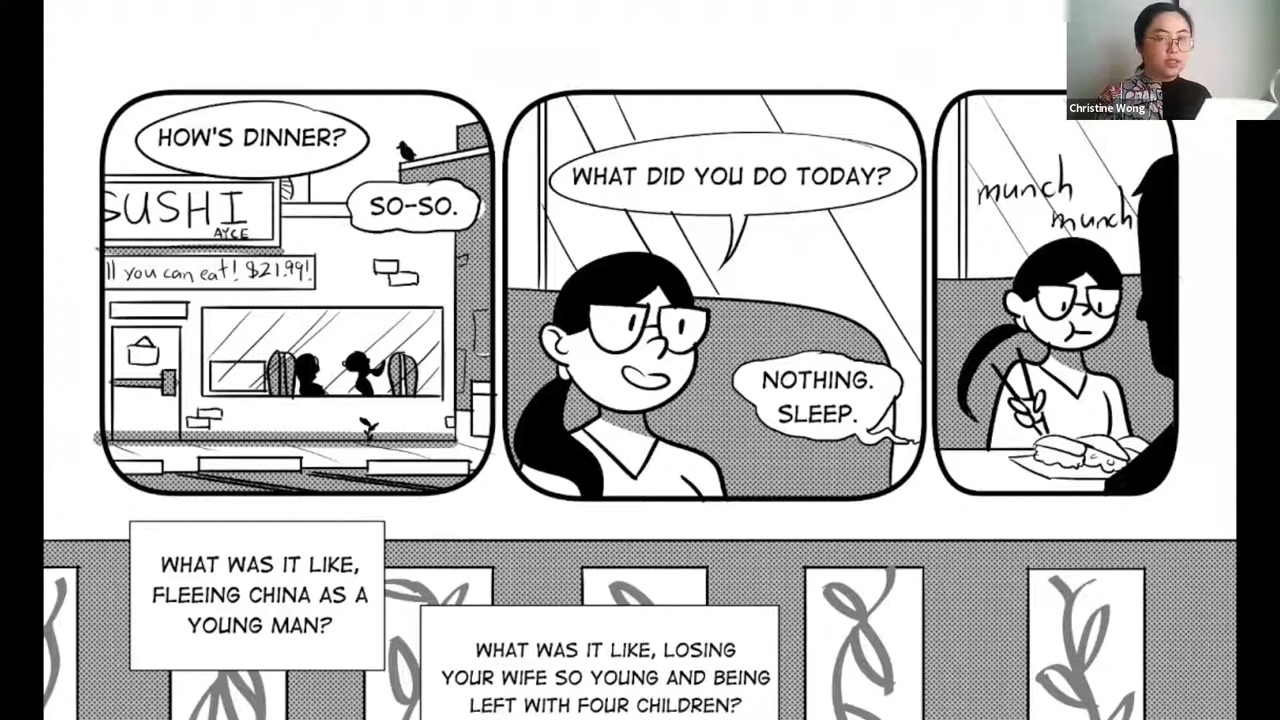 Christine Wong
HOW'S DINNER?
SO-SO.
SUSHI
AYCE
ll you can eat! $21.99!
WHAT DID YOU DO TODAY?
NOTHING.
SLEEP.
munch
munch
WHAT WAS IT LIKE,
FLEEING CHINA AS A
YOUNG MAN?
WHAT WAS IT LIKE, LOSING
YOUR WIFE SO YOUNG AND BEING
LEFT WITH FOUR CHILDREN?